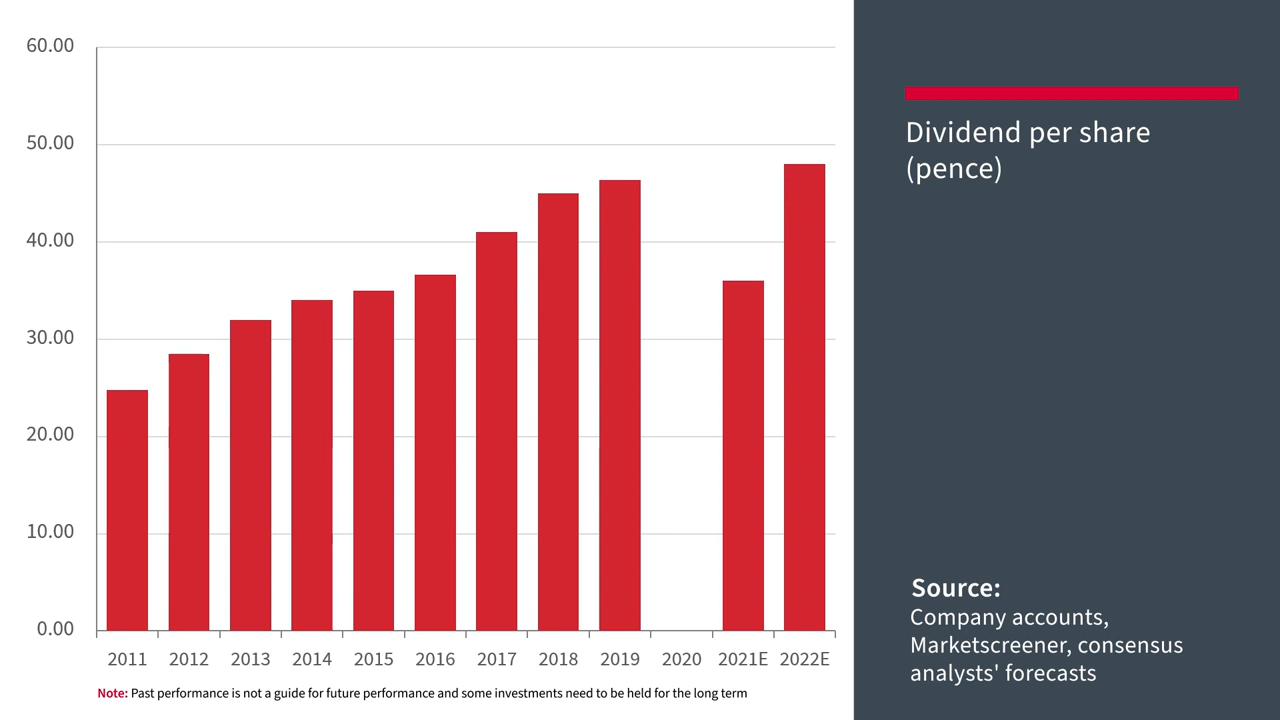 60.00
50.00
40.00
30.00
20.00
10.00
0.00
2011 2012 2013 2014 2015 2016 2017 2018 2019 2020 2021E 2022E
Note: Past performance is not a guide for future performance and some investments need to be held for the long term
Dividend per share
(pence)
Source:
Company accounts,
Marketscreener, consensus
analysts' forecasts